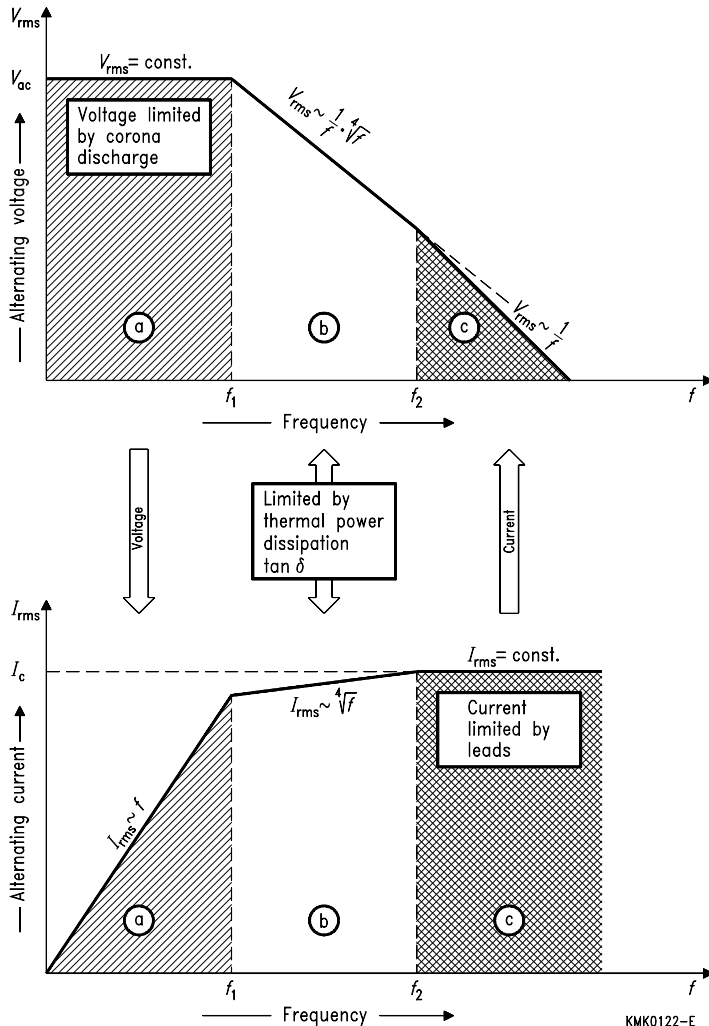 Vrms
Vrms = const.
Vac
Voltage limited
by corona
discharge
Vrms ~ 1/f · ∜f
Alternating voltage
a
b
c
Vrms ~ 1/f
f1
f2
f
Frequency
Voltage
Limited by
thermal power
dissipation
tan δ
Current
Irms
Irms = const.
Ic
Irms ~ ∜f
Current
limited by
leads
Alternating current
Irms ~ f
a
b
c
f1
f2
f
Frequency
KMK0122-E